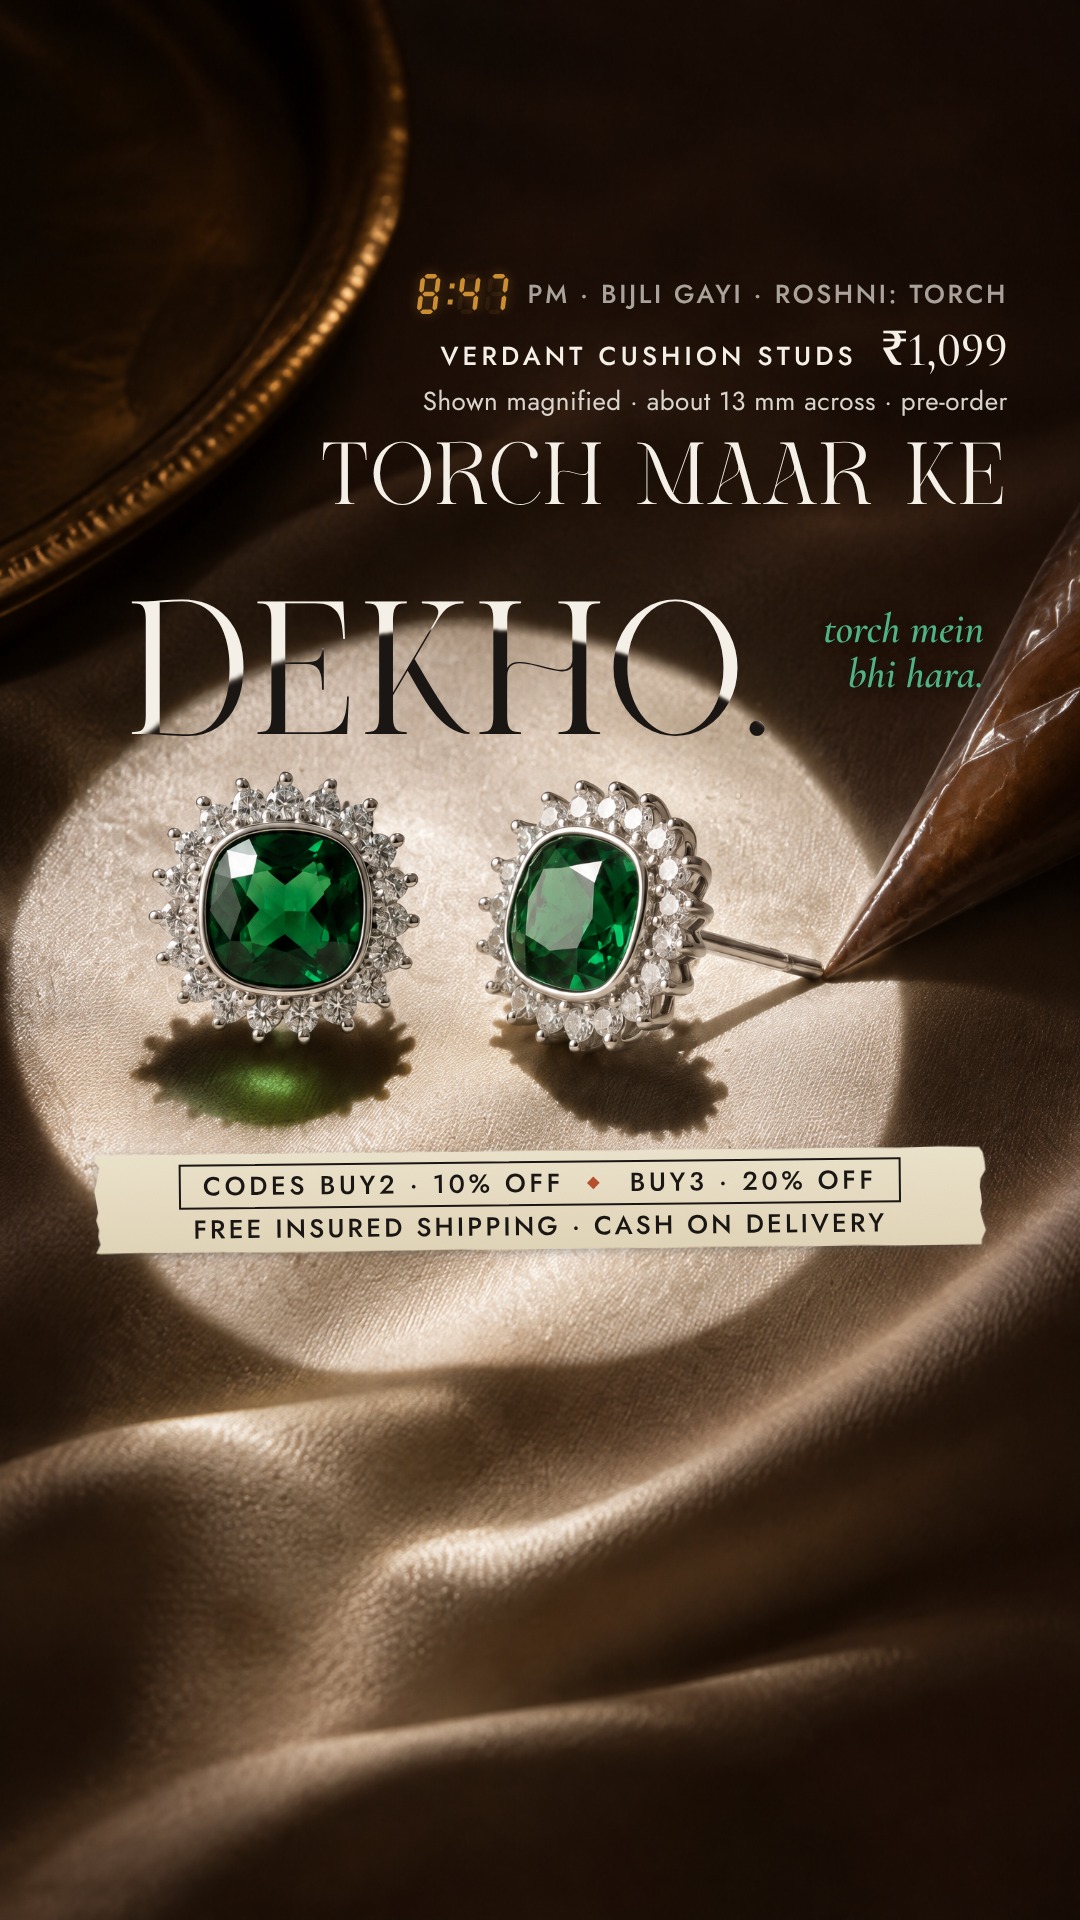 8:47 PM · BIJLI GAYI · ROSHNI: TORCH
VERDANT CUSHION STUDS ₹1,099
Shown magnified · about 13 mm across · pre-order
TORCH MAAR KE
DEKHO.
torch mein
bhi hara.
CODES BUY2 · 10% OFF ◆ BUY3 · 20% OFF
FREE INSURED SHIPPING · CASH ON DELIVERY